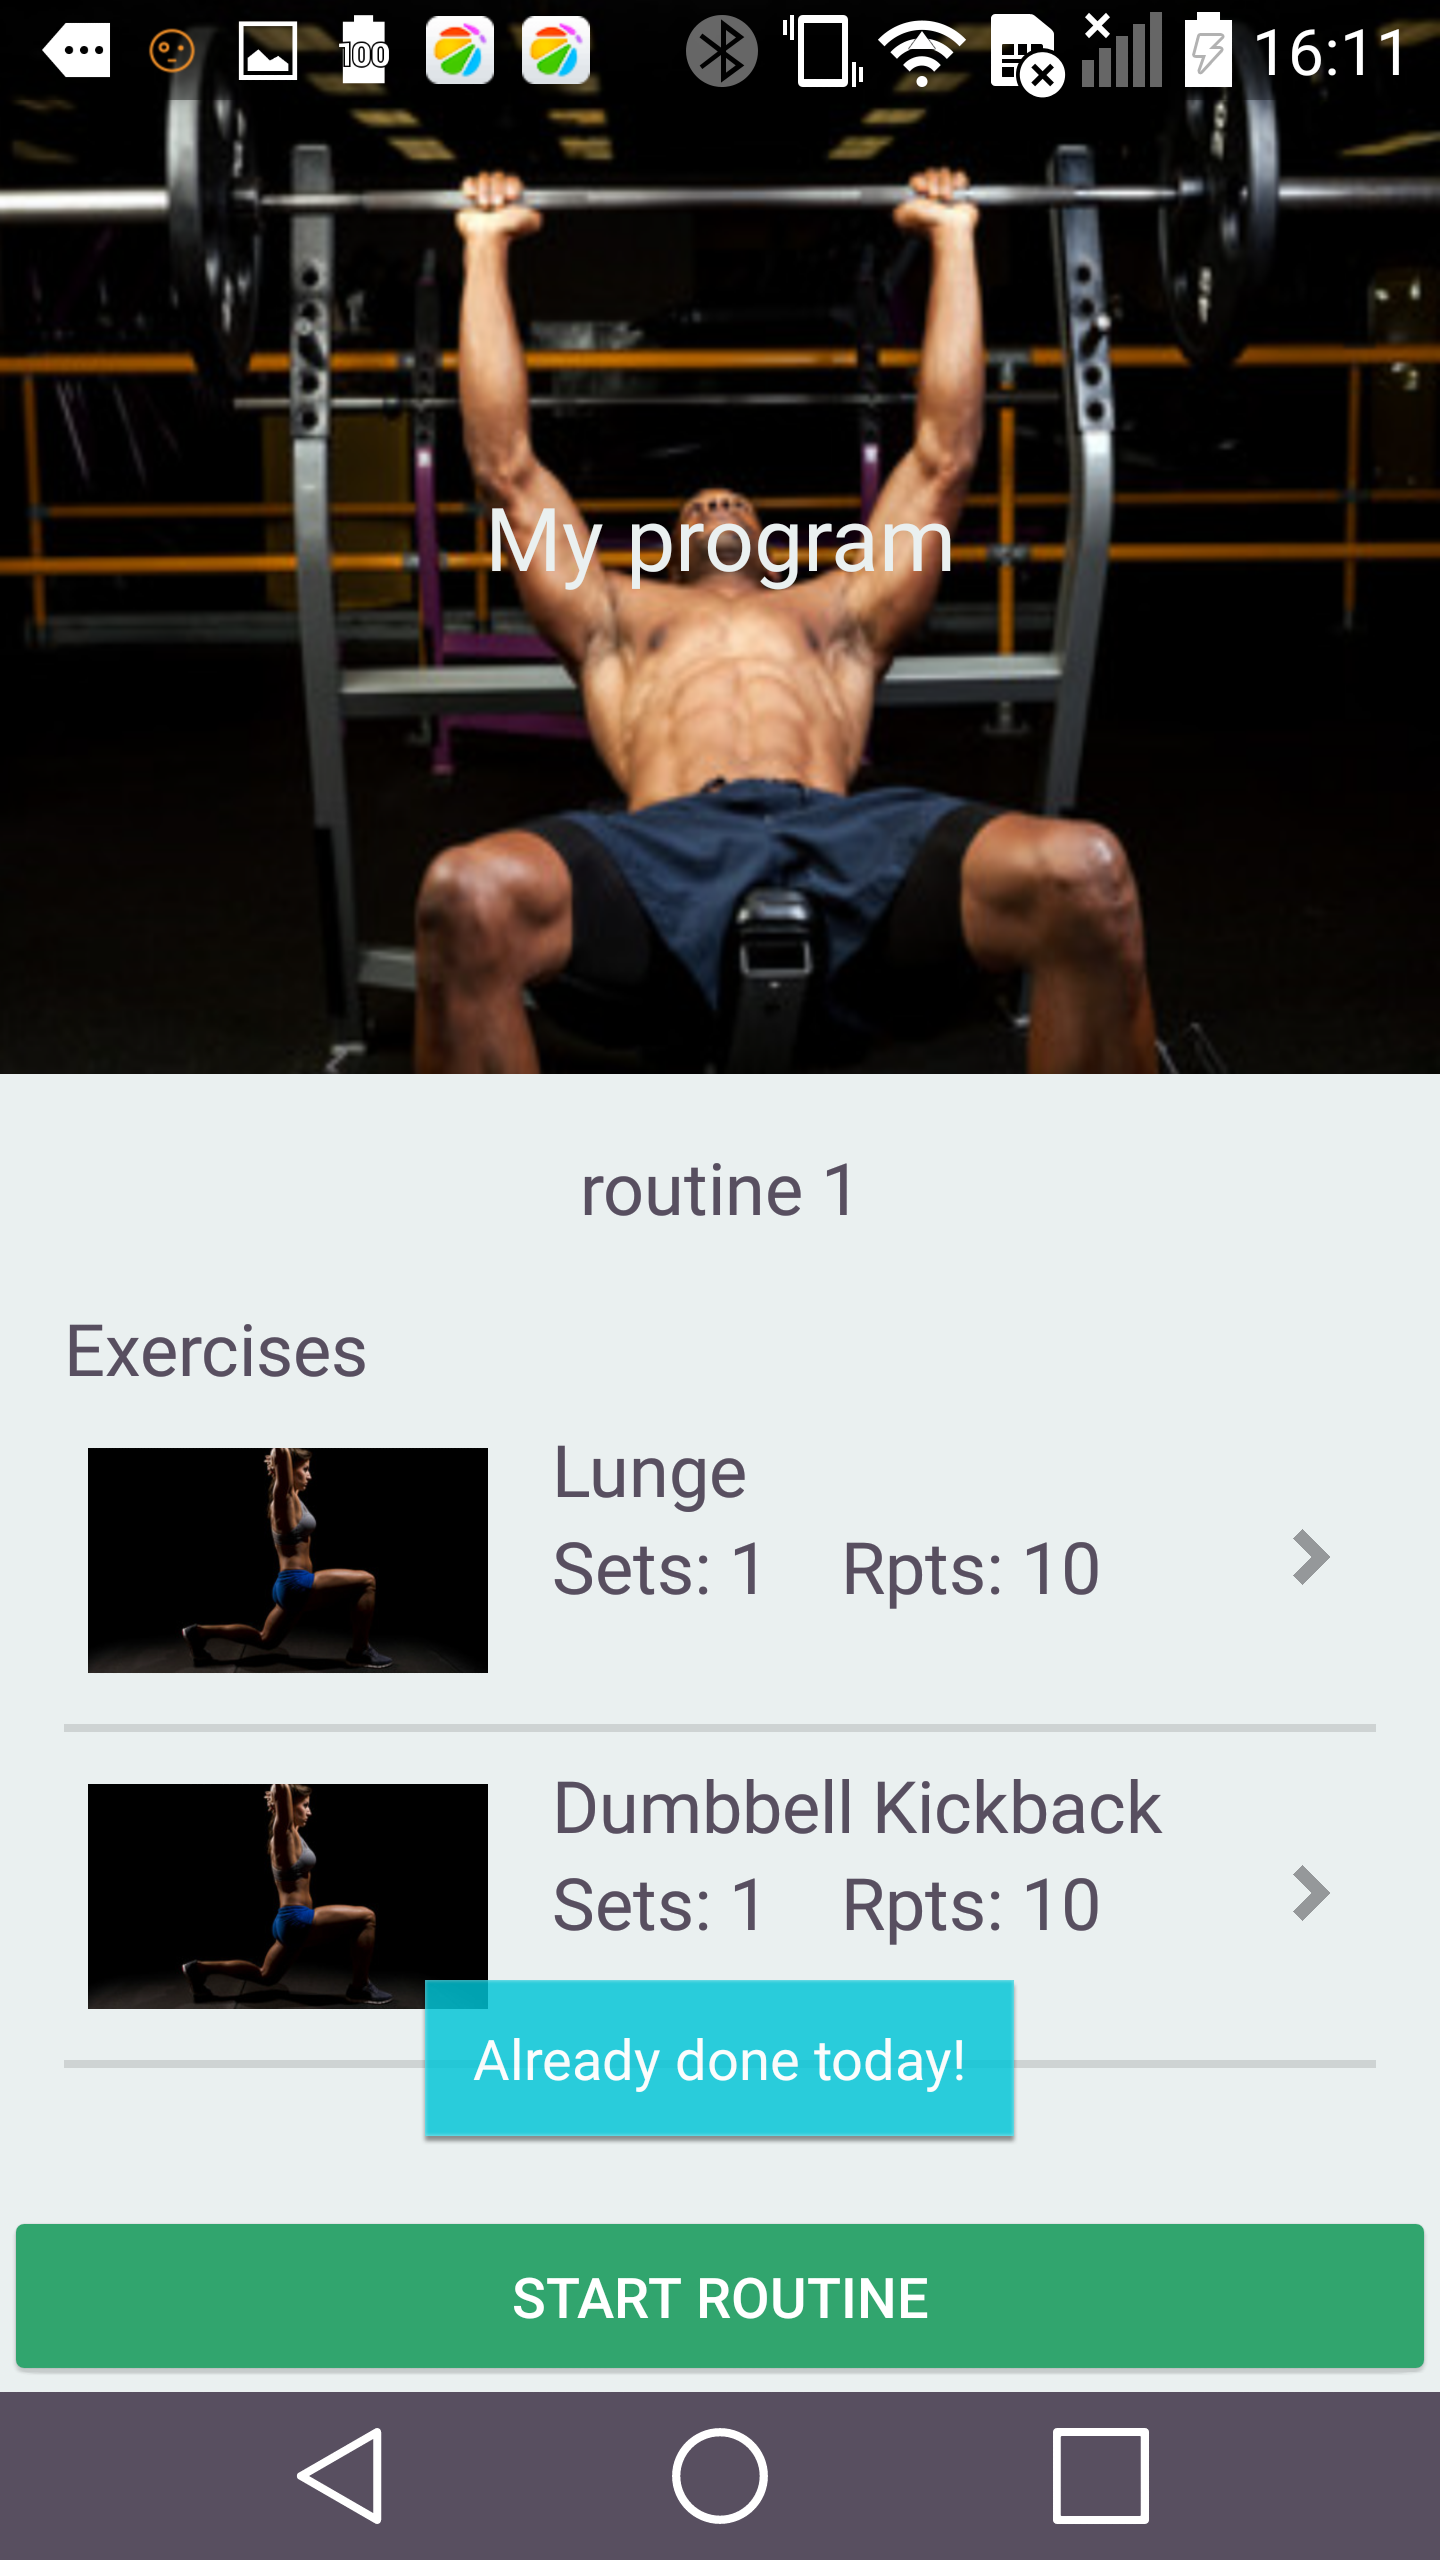 100
16:11
My program
routine 1
Exercises
Lunge
Sets: 1 Rpts: 10
Dumbbell Kickback
Sets: 1 Rpts: 10
Already done today!
START ROUTINE